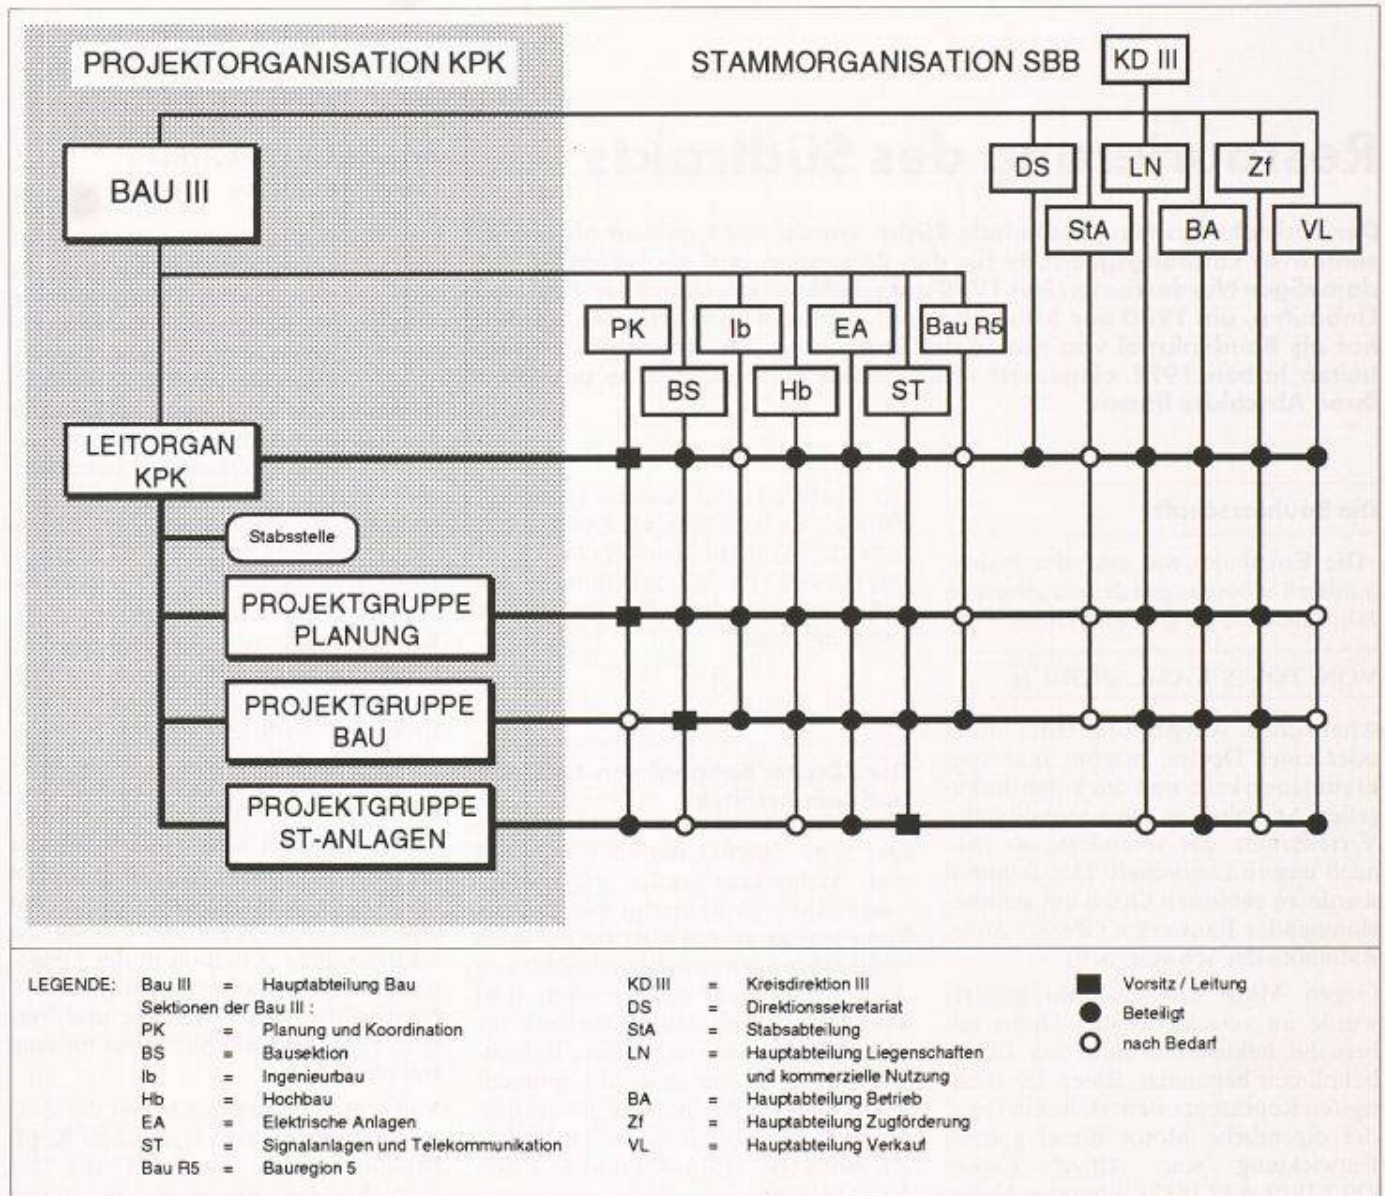 PROJEKTORGANISATION KPK
STAMMORGANISATION SBB
KD III
BAU III
DS
LN
Zf
StA
BA
VL
PK
Ib
EA
Bau R5
BS
Hb
ST
LEITORGAN
KPK
Stabsstelle
PROJEKTGRUPPE
PLANUNG
PROJEKTGRUPPE
BAU
PROJEKTGRUPPE
ST-ANLAGEN
LEGENDE: Bau III = Hauptabteilung Bau
Sektionen der Bau III :
PK = Planung und Koordination
BS = Bausektion
Ib = Ingenieurbau
Hb = Hochbau
EA = Elektrische Anlagen
ST = Signalanlagen und Telekommunikation
Bau R5 = Bauregion 5
KD III = Kreisdirektion III
DS = Direktionssekretariat
StA = Stabsabteilung
LN = Hauptabteilung Liegenschaften
und kommerzielle Nutzung
BA = Hauptabteilung Betrieb
Zf = Hauptabteilung Zugförderung
VL = Hauptabteilung Verkauf
Vorsitz / Leitung
Beteiligt
nach Bedarf